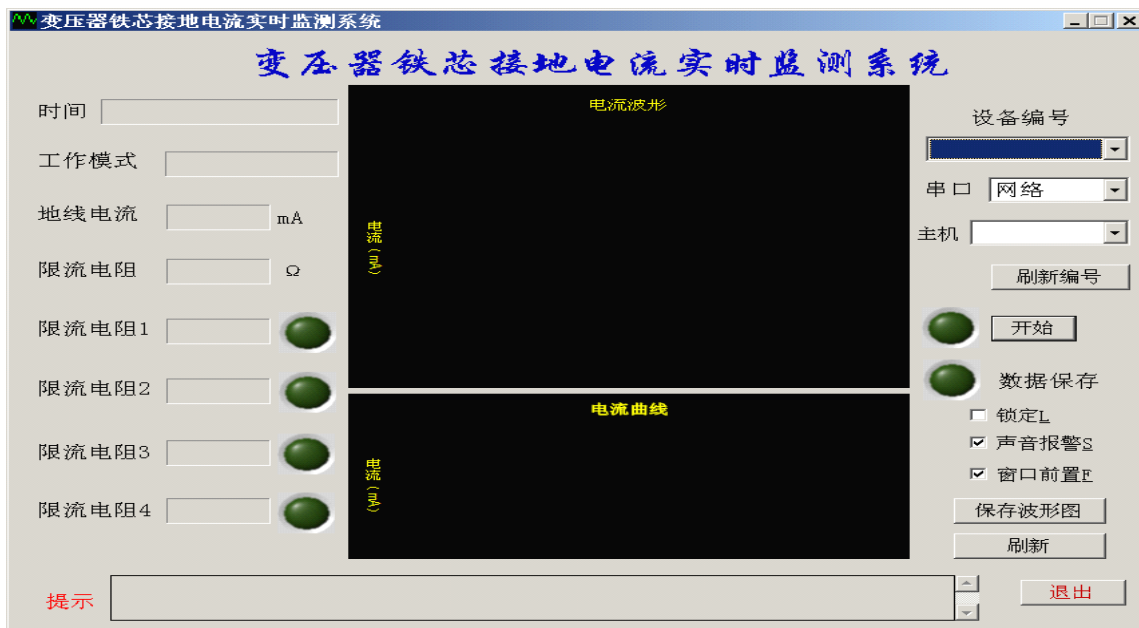 变压器铁芯接地电流实时监测系统
变压器铁芯接地电流实时监测系统
时间
工作模式
地线电流 mA
限流电阻 Ω
限流电阻1
限流电阻2
限流电阻3
限流电阻4
电流波形
电流(mA)
电流曲线
电流(mA)
设备编号
串口 网络
主机
刷新编号
开始
数据保存
锁定L
声音报警S
窗口前置F
保存波形图
刷新
提示
退出